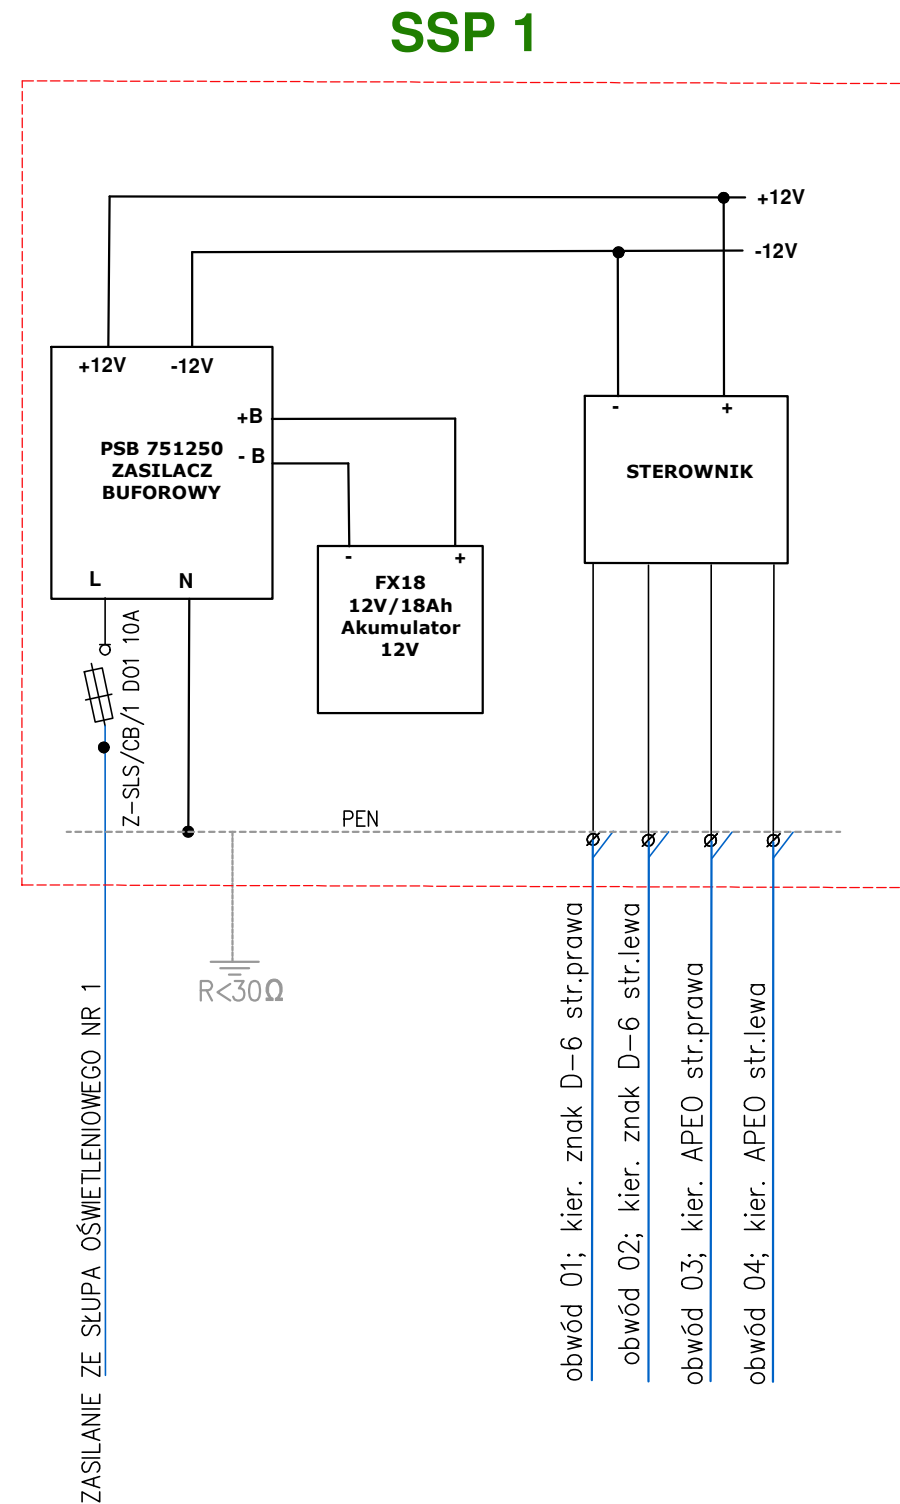 SSP 1
+12V
-12V
+12V
-12V
+B
- B
PSB 751250
ZASILACZ
BUFOROWY
L
N
-
+
FX18
12V/18Ah
Akumulator
12V
-
+
STEROWNIK
Z-SLS/CB/1 D01 10A
PEN
R<30Ω
ZASILANIE ZE SŁUPA OŚWIETLENIOWEGO NR 1
obwód 01; kier. znak D-6 str.prawa
obwód 02; kier. znak D-6 str.lewa
obwód 03; kier. APEO str.prawa
obwód 04; kier. APEO str.lewa